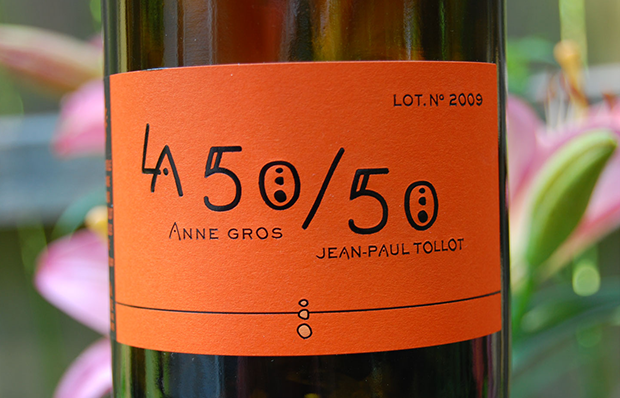 LOT. Nº 2009
LA 50/50
ANNE GROS
JEAN-PAUL TOLLOT